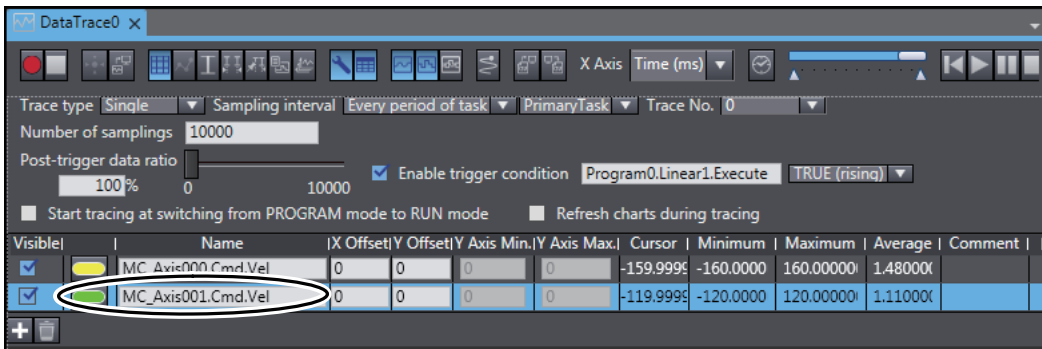 DataTrace0
X Axis Time (ms)
Trace type Single Sampling interval Every period of task PrimaryTask Trace No. 0
Number of samplings 10000
Post-trigger data ratio
100 % 0 10000 Enable trigger condition Program0.Linear1.Execute TRUE (rising)
Start tracing at switching from PROGRAM mode to RUN mode Refresh charts during tracing
Visible Name X Offset Y Offset Y Axis Min. Y Axis Max. Cursor Minimum Maximum Average Comment
MC_Axis000.Cmd.Vel 0 0 0 0 -159.9999 -160.0000 160.00000 1.48000
MC_Axis001.Cmd.Vel 0 0 0 0 -119.9999 -120.0000 120.00000 1.11000